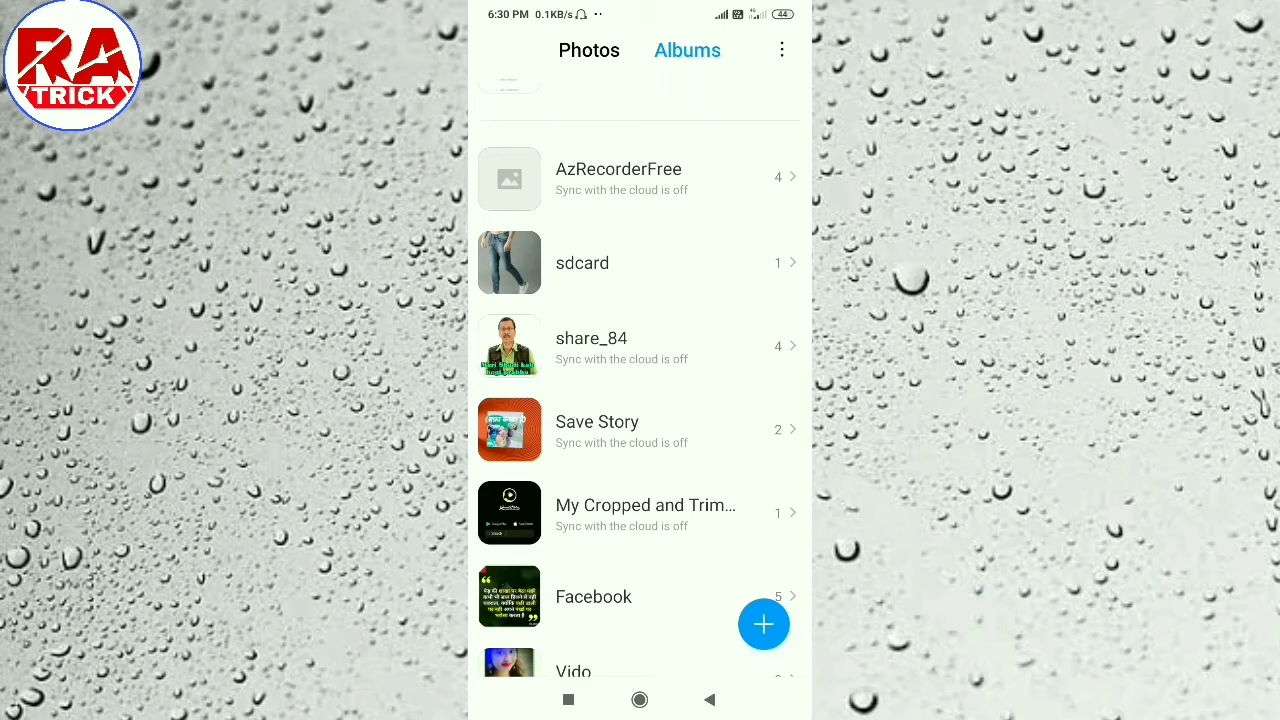 RA
TRICK
6:30 PM 0.1KB/s
4G
44
Photos Albums
AzRecorderFree
Sync with the cloud is off
4
sdcard
1
share_84
Sync with the cloud is off
4
Save Story
Sync with the cloud is off
2
My Cropped and Trim...
Sync with the cloud is off
1
Facebook
5
Vido